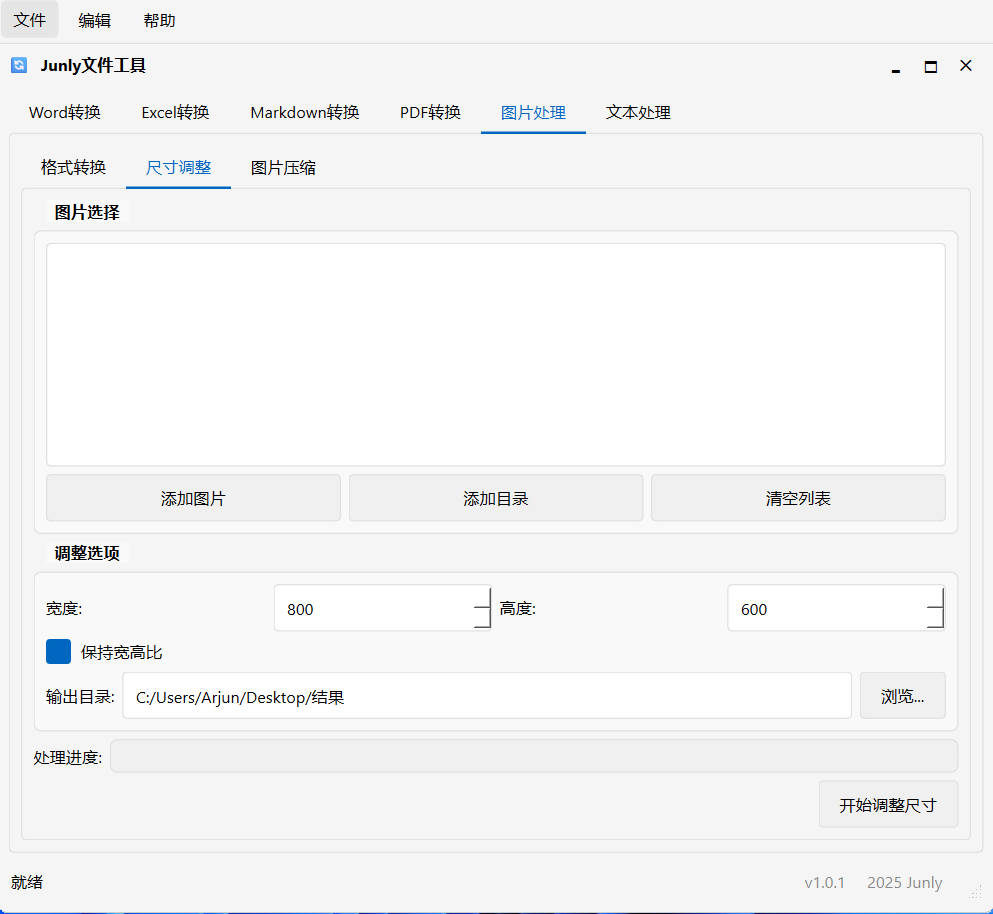 文件 编辑 帮助
Junly文件工具
Word转换 Excel转换 Markdown转换 PDF转换 图片处理 文本处理
格式转换 尺寸调整 图片压缩
图片选择
添加图片 添加目录 清空列表
调整选项
宽度: 800 高度: 600
保持宽高比
输出目录: C:/Users/Arjun/Desktop/结果 浏览...
处理进度:
开始调整尺寸
就绪 v1.0.1 2025 Junly